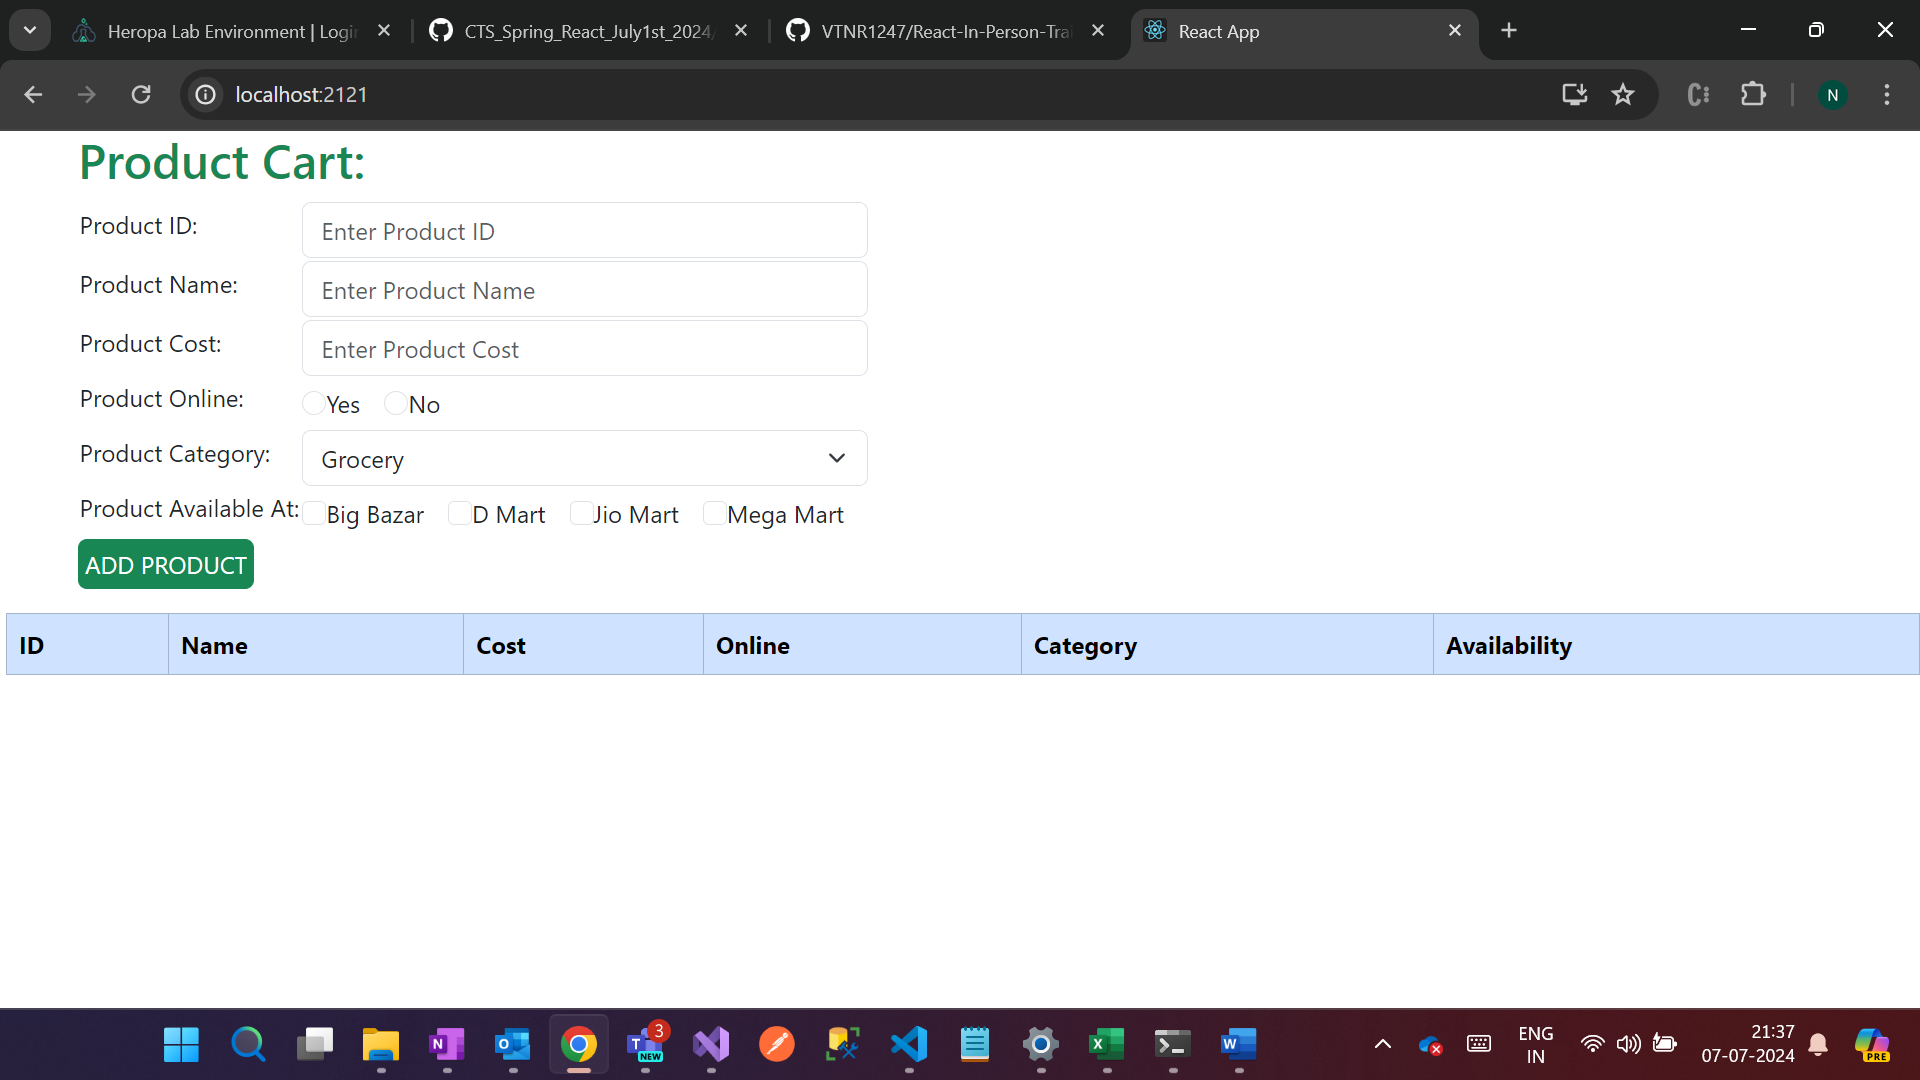 Heropa Lab Environment | Login
CTS_Spring_React_July1st_2024/
VTNR1247/React-In-Person-Trai
React App
localhost:2121
N
Product Cart:
Product ID:
Enter Product ID
Product Name:
Enter Product Name
Product Cost:
Enter Product Cost
Product Online:
Yes No
Product Category:
Grocery
Product Available At:
Big Bazar D Mart Jio Mart Mega Mart
ADD PRODUCT
ID Name Cost Online Category Availability
3
NEW
ENG
IN
21:37
07-07-2024
PRE